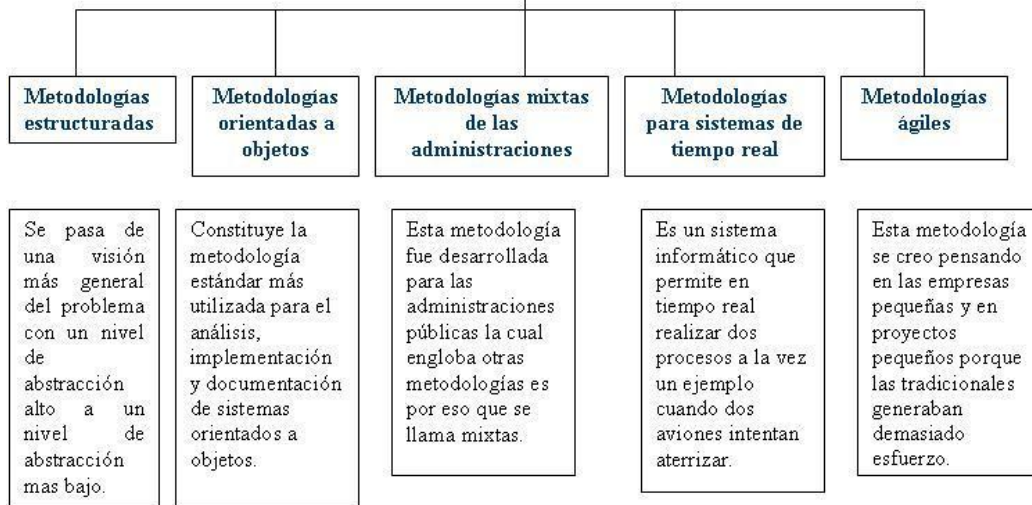 Metodologías
estructuradas
Metodologías
orientadas a
objetos
Metodologías mixtas
de las
administraciones
Metodologías
para sistemas de
tiempo real
Metodologías
ágiles
Se pasa de
una visión
más general
del problema
con un nivel
de
abstracción
alto a un
nivel de
abstracción
mas bajo.
Constituye la
metodología
estándar más
utilizada para el
análisis,
implementación
y documentación
de sistemas
orientados a
objetos.
Esta metodología
fue desarrollada
para las
administraciones
públicas la cual
engloba otras
metodologías es
por eso que se
llama mixtas.
Es un sistema
informático que
permite en
tiempo real
realizar dos
procesos a la vez
un ejemplo
cuando dos
aviones intentan
aterrizar.
Esta metodología
se creo pensando
en las empresas
pequeñas y en
proyectos
pequeños porque
las tradicionales
generaban
demasiado
esfuerzo.